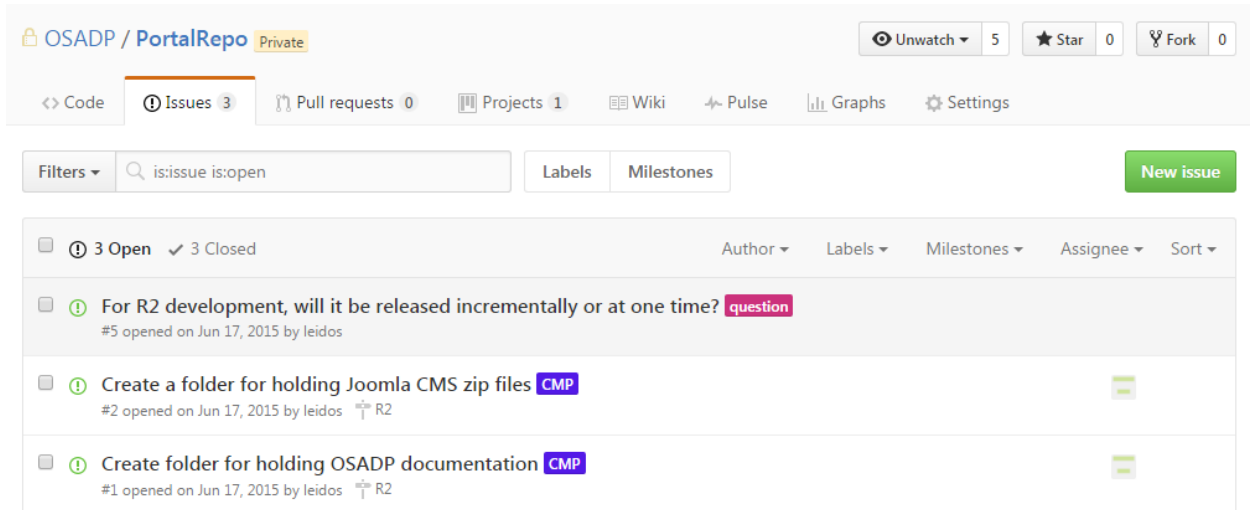 OSADP / PortalRepo Private
Unwatch 5 Star 0 Fork 0
Code Issues 3 Pull requests 0 Projects 1 Wiki Pulse Graphs Settings
Filters is:issue is:open Labels Milestones New issue
3 Open 3 Closed Author Labels Milestones Assignee Sort
For R2 development, will it be released incrementally or at one time? question
#5 opened on Jun 17, 2015 by leidos
Create a folder for holding Joomla CMS zip files CMP
#2 opened on Jun 17, 2015 by leidos R2
Create folder for holding OSADP documentation CMP
#1 opened on Jun 17, 2015 by leidos R2